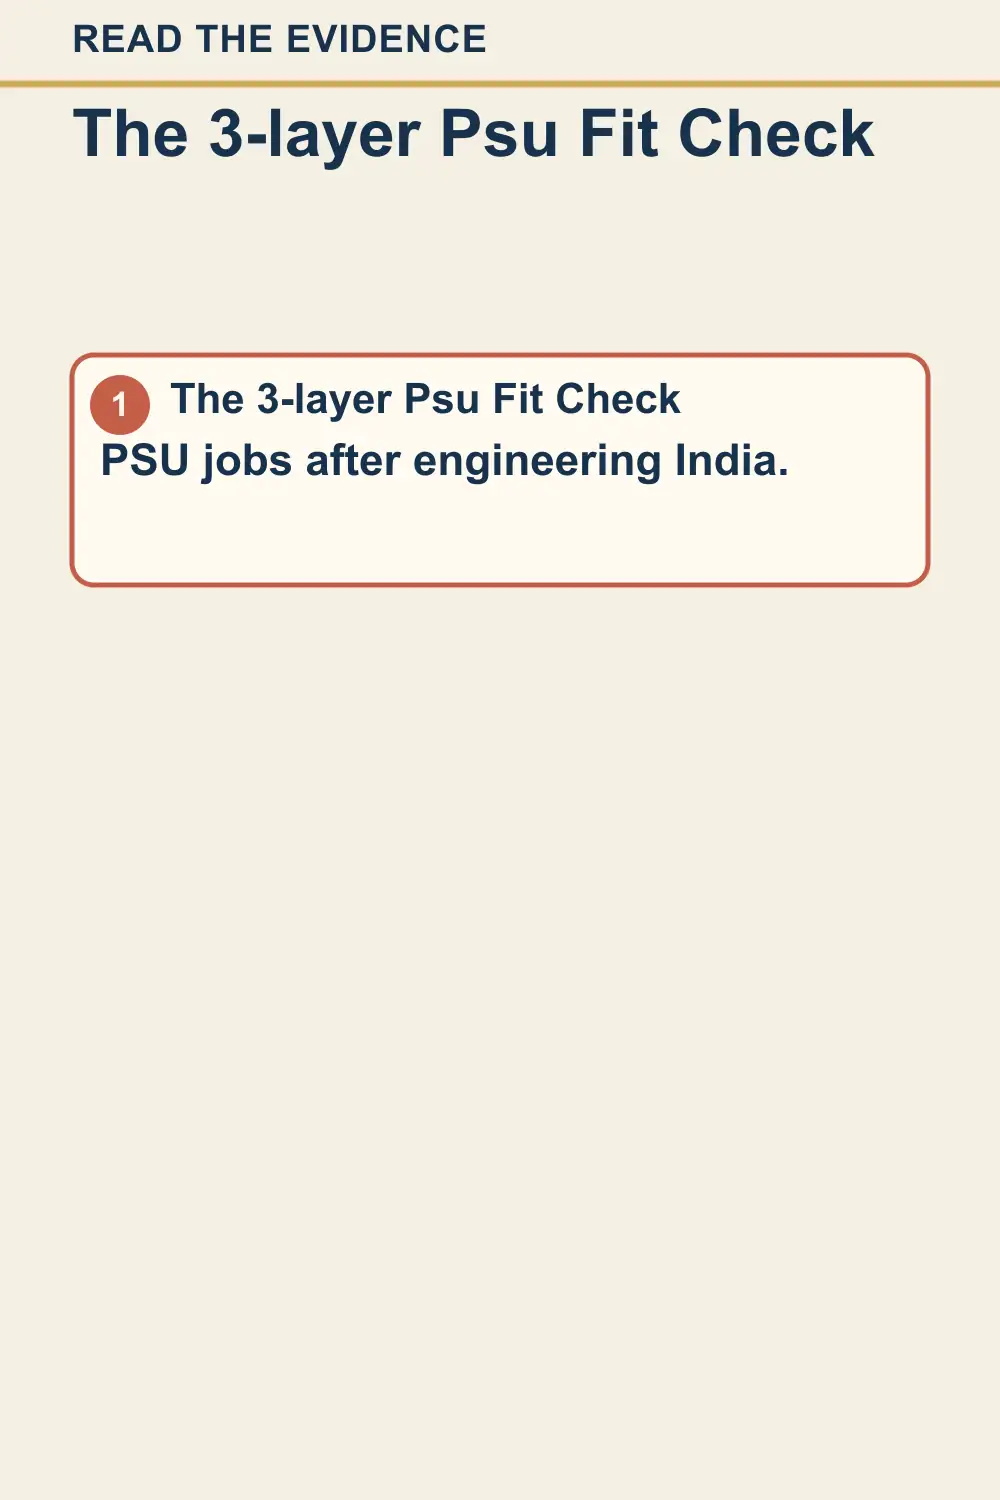 READ THE EVIDENCE
The 3-layer Psu Fit Check
1 The 3-layer Psu Fit Check
PSU jobs after engineering India.